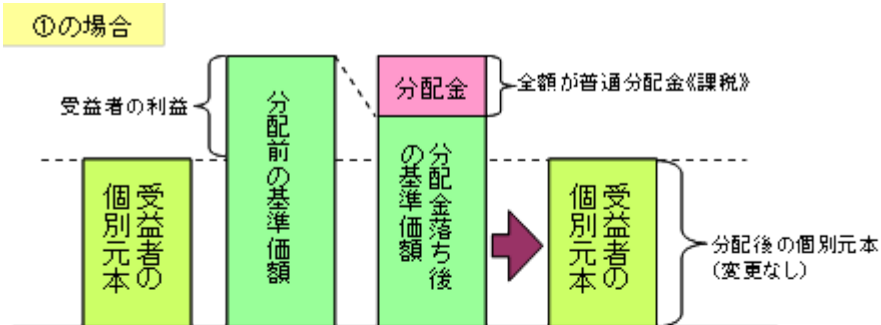 ①の場合
受益者の利益
分配前の基準価額
分配金
全額が普通分配金《課税》
分配金落ち後
の基準価額
受益者の
個別元本
受益者の
個別元本
分配後の個別元本
(変更なし)